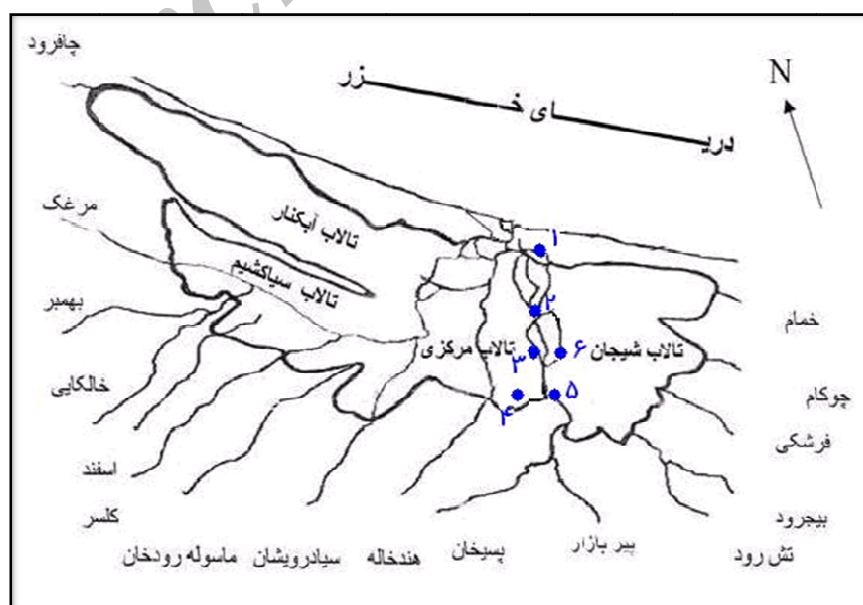 چافرود
دریای خزر
N
مرغک
تالاب آبکنار
تالاب سیاکشیم
بهمبر
۱
۲
خمام
تالاب مرکزی
۳
۶
تالاب شیجان
خالکایی
۴
۵
چوکام
فرشکی
اسفند
کلسر
بیجرود
ماسوله رودخان
سیادرویشان
هندخاله
پسیخان
پیر بازار
تش رود